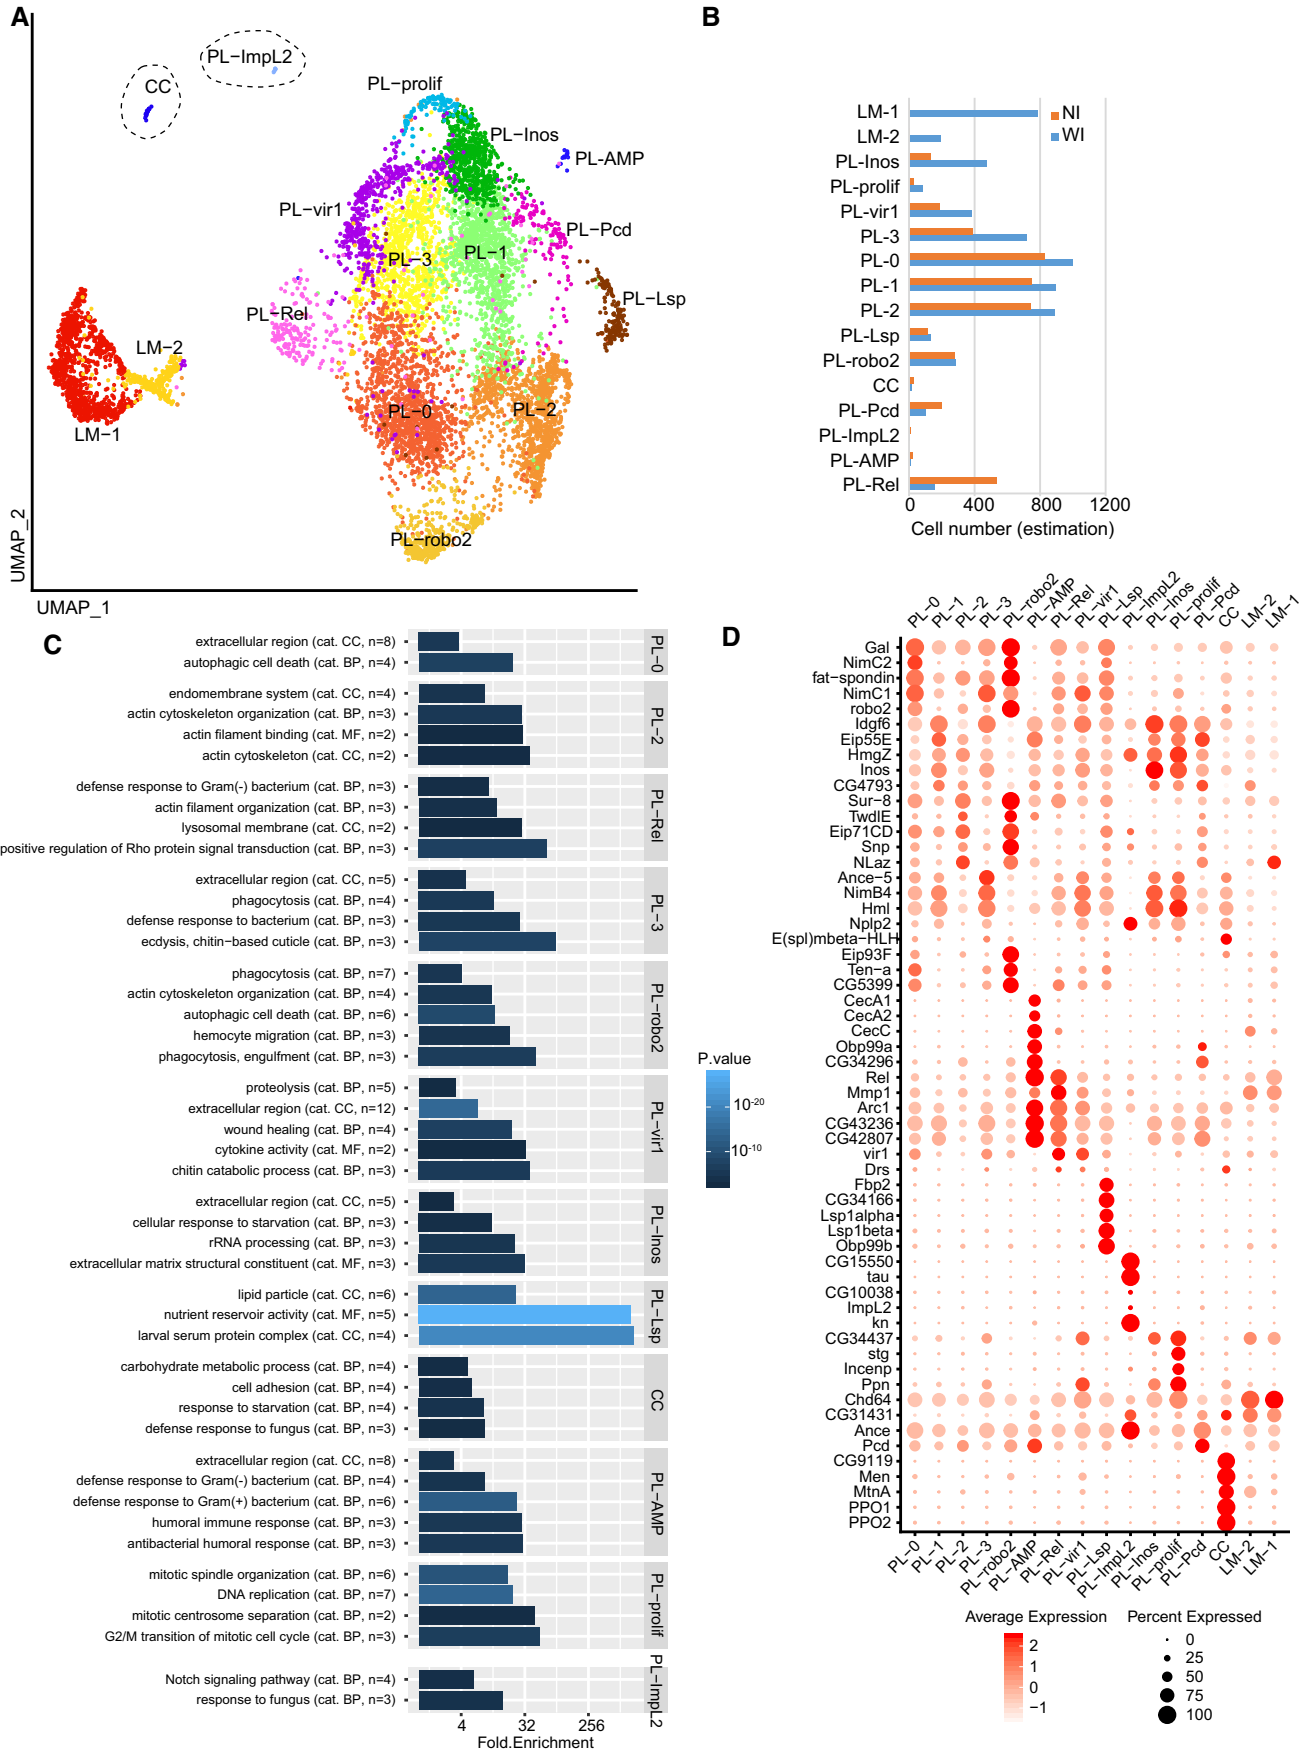 A
PL−ImpL2
CC
PL−prolif
PL−Inos
PL-AMP
PL−vir1
PL−Pcd
PL−3
PL−1
PL−Lsp
PL−Rel
LM−2
PL−0
PL−2
LM−1
PL−robo2
UMAP_2
UMAP_1
B
LM-1
LM-2
PL-Inos
PL-prolif
PL-vir1
PL-3
PL-0
PL-1
PL-2
PL-Lsp
PL-robo2
CC
PL-Pcd
PL-ImpL2
PL-AMP
PL-Rel
NI
WI
0 400 800 1200
Cell number (estimation)
C
extracellular region (cat. CC, n=8)
autophagic cell death (cat. BP, n=4)
PL−0
endomembrane system (cat. CC, n=4)
actin cytoskeleton organization (cat. BP, n=3)
actin filament binding (cat. MF, n=2)
actin cytoskeleton (cat. CC, n=2)
PL−2
defense response to Gram(-) bacterium (cat. BP, n=3)
actin filament organization (cat. BP, n=3)
lysosomal membrane (cat. CC, n=2)
positive regulation of Rho protein signal transduction (cat. BP, n=3)
PL−Rel
extracellular region (cat. CC, n=5)
phagocytosis (cat. BP, n=4)
defense response to bacterium (cat. BP, n=3)
ecdysis, chitin−based cuticle (cat. BP, n=3)
PL−3
phagocytosis (cat. BP, n=7)
actin cytoskeleton organization (cat. BP, n=4)
autophagic cell death (cat. BP, n=6)
hemocyte migration (cat. BP, n=3)
phagocytosis, engulfment (cat. BP, n=3)
PL−robo2
proteolysis (cat. BP, n=5)
extracellular region (cat. CC, n=12)
wound healing (cat. BP, n=4)
cytokine activity (cat. MF, n=2)
chitin catabolic process (cat. BP, n=3)
PL−vir1
extracellular region (cat. CC, n=5)
cellular response to starvation (cat. BP, n=3)
rRNA processing (cat. BP, n=3)
extracellular matrix structural constituent (cat. MF, n=3)
PL−Inos
lipid particle (cat. CC, n=6)
nutrient reservoir activity (cat. MF, n=5)
larval serum protein complex (cat. CC, n=4)
PL−Lsp
carbohydrate metabolic process (cat. BP, n=4)
cell adhesion (cat. BP, n=4)
response to starvation (cat. BP, n=4)
defense response to fungus (cat. BP, n=3)
CC
extracellular region (cat. CC, n=8)
defense response to Gram(-) bacterium (cat. BP, n=4)
defense response to Gram(+) bacterium (cat. BP, n=6)
humoral immune response (cat. BP, n=3)
antibacterial humoral response (cat. BP, n=3)
PL−AMP
mitotic spindle organization (cat. BP, n=6)
DNA replication (cat. BP, n=7)
mitotic centrosome separation (cat. BP, n=2)
G2/M transition of mitotic cell cycle (cat. BP, n=3)
PL−prolif
Notch signaling pathway (cat. BP, n=4)
response to fungus (cat. BP, n=3)
PL−ImpL2
4 32 256
Fold.Enrichment
P.value
10-20
10-10
D
PL−0 PL−1 PL−2 PL−3 PL−robo2 PL−AMP PL−Rel PL−vir1 PL−Lsp PL−ImpL2 PL−Inos PL−prolif PL−Pcd CC LM−2 LM−1
Gal
NimC2
fat−spondin
NimC1
robo2
Idgf6
Eip55E
HmgZ
Inos
CG4793
Sur−8
TwdlE
Eip71CD
Snp
NLaz
Ance−5
NimB4
Hml
Nplp2
E(spl)mbeta−HLH
Eip93F
Ten−a
CG5399
CecA1
CecA2
CecC
Obp99a
CG34296
Rel
Mmp1
Arc1
CG43236
CG42807
vir1
Drs
Fbp2
CG34166
Lsp1alpha
Lsp1beta
Obp99b
CG15550
tau
CG10038
ImpL2
kn
CG34437
stg
Incenp
Ppn
Chd64
CG31431
Ance
Pcd
CG9119
Men
MtnA
PPO1
PPO2
PL−0 PL−1 PL−2 PL−3 PL−robo2 PL−AMP PL−Rel PL−vir1 PL−Lsp PL−ImpL2 PL−Inos PL−prolif PL−Pcd CC LM−2 LM−1
Average Expression
2
1
0
−1
Percent Expressed
0
25
50
75
100